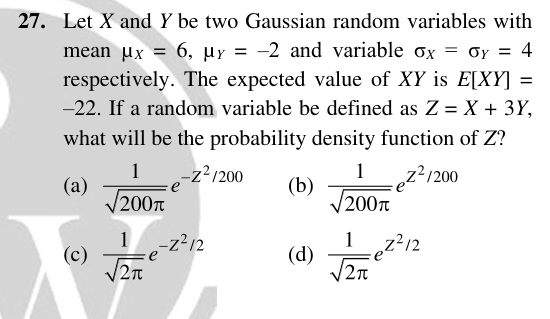 27. Let X and Y be two Gaussian random variables with
mean μX = 6, μY = –2 and variable σX = σY = 4
respectively. The expected value of XY is E[XY] =
–22. If a random variable be defined as Z = X + 3Y,
what will be the probability density function of Z?
(a) 1/√200π e^–Z²/200 (b) 1/√200π e^Z²/200
(c) 1/√2π e^–Z²/2 (d) 1/√2π e^Z²/2